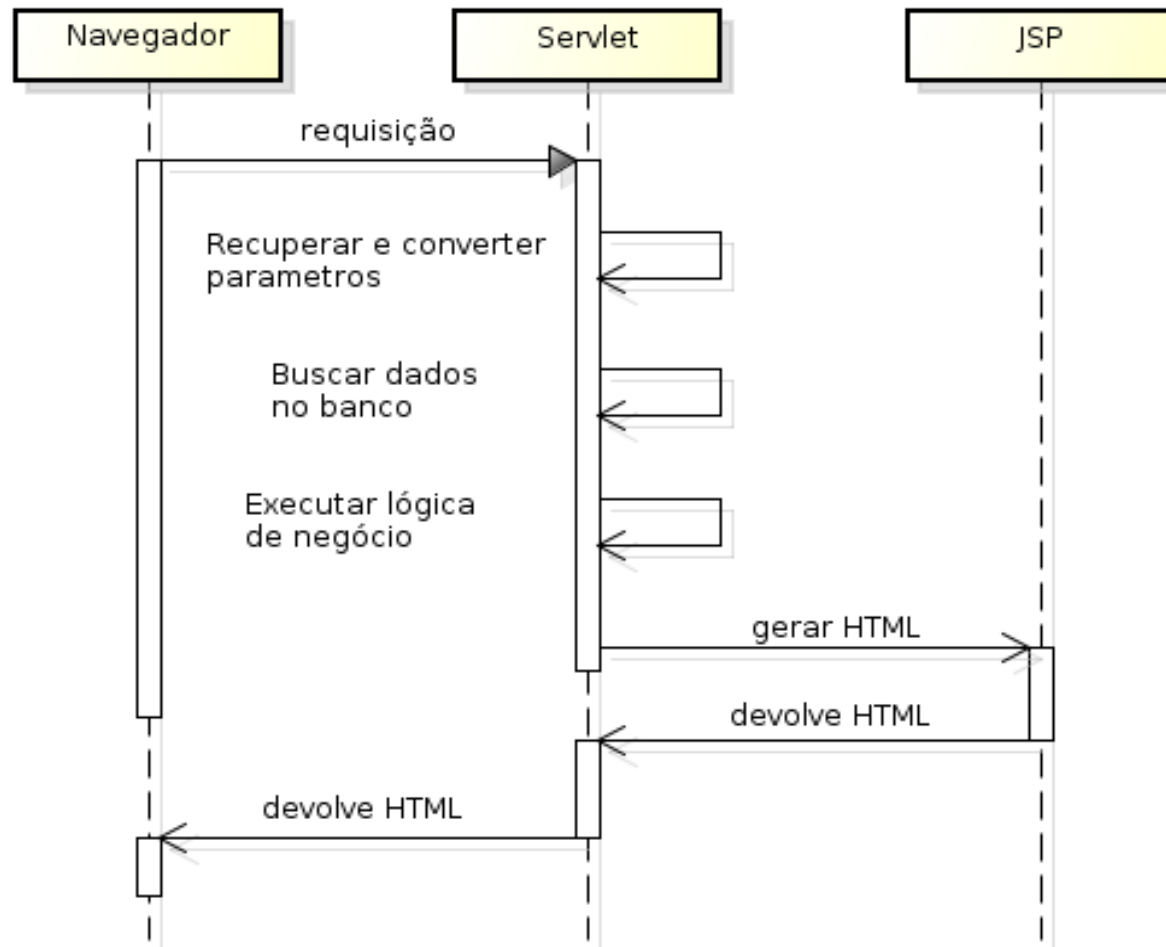 Navegador
Servlet
JSP
requisição
Recuperar e converter
parametros
Buscar dados
no banco
Executar lógica
de negócio
gerar HTML
devolve HTML
devolve HTML